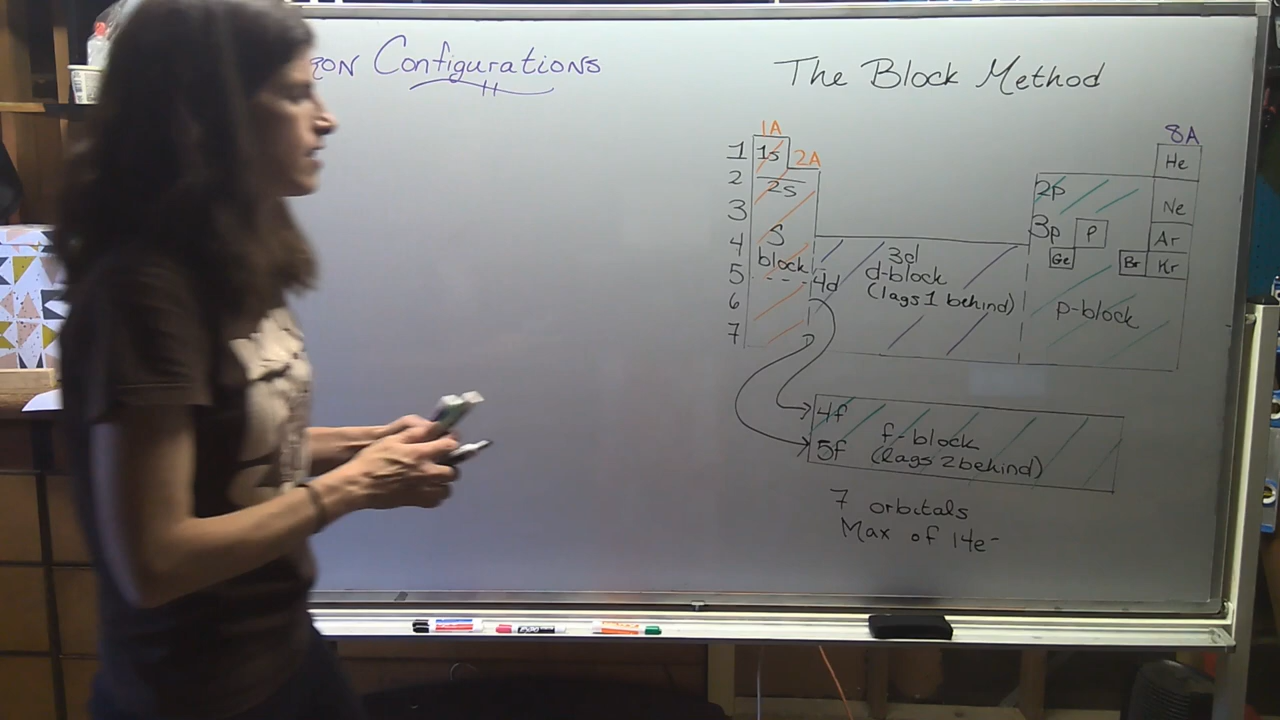 ron Configurations
The Block Method
1A
8A
1
1s
2A
He
2
2s
2p
Ne
3
3p
P
Ar
4
S
block
3d
d-block
(lags 1 behind)
Ge
Br
Kr
5
4d
6
p-block
7
4f
5f
f-block
(lags 2 behind)
7 orbitals
Max of 14e⁻
EXPO